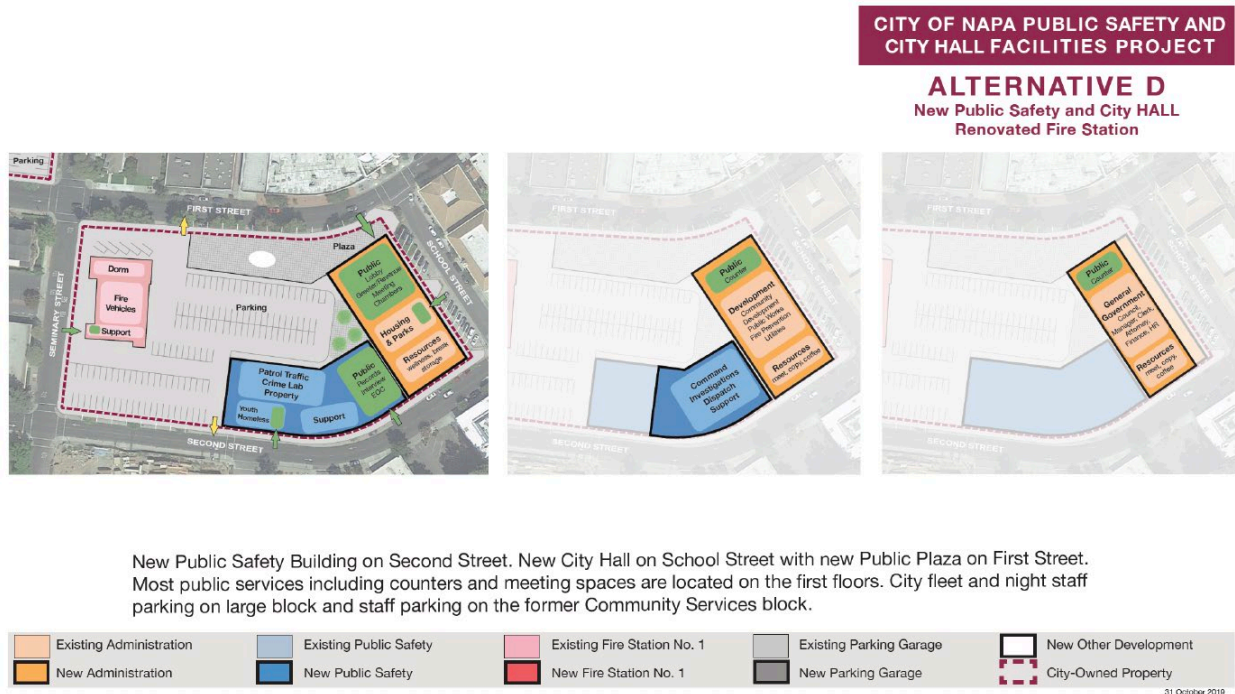 CITY OF NAPA PUBLIC SAFETY AND
CITY HALL FACILITIES PROJECT
ALTERNATIVE D
New Public Safety and City HALL
Renovated Fire Station
Parking
FIRST STREET
SCHOOL STREET
SEMINARY STREET
SECOND STREET
Plaza
Parking
Dorm
Fire
Vehicles
Support
Public
Lobby
Greeter/Revenue
Meeting
Chambers
Housing
& Parks
Resources
wellness, break
storage
Patrol Traffic
Crime Lab
Property
Youth
Homeless
Support
Public
Records
Interview
EOC
FIRST STREET
SECOND STREET
Public
Counter
Development
Community
Development
Public Works
Fire Prevention
Utilities
Resources
meet, copy, coffee
Command
Investigations
Dispatch
Support
FIRST STREET
SECOND STREET
Public
Counter
General
Government
Council,
Manager, Clerk,
Attorney,
Finance, HR
Resources
meet, copy,
coffee
New Public Safety Building on Second Street. New City Hall on School Street with new Public Plaza on First Street.
Most public services including counters and meeting spaces are located on the first floors. City fleet and night staff
parking on large block and staff parking on the former Community Services block.
Existing Administration
Existing Public Safety
Existing Fire Station No. 1
Existing Parking Garage
New Other Development
New Administration
New Public Safety
New Fire Station No. 1
New Parking Garage
City-Owned Property
31 October 2019